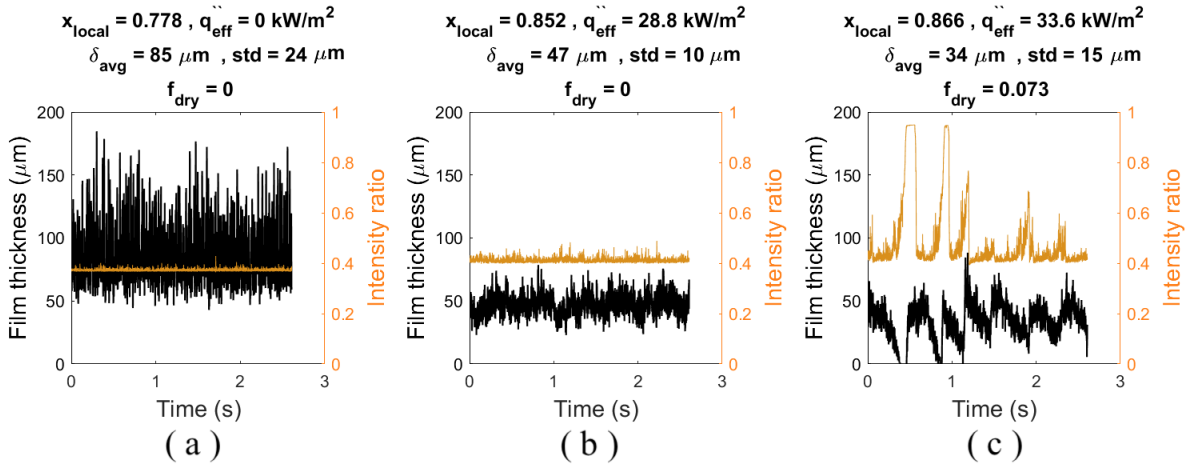 x_local = 0.778 , q̈_eff = 0 kW/m²
δ_avg = 85 μm , std = 24 μm
f_dry = 0
200
150
100
50
0
Film thickness (μm)
1
0.8
0.6
0.4
0.2
0
Intensity ratio
0 1 2 3
Time (s)
( a )
x_local = 0.852 , q̈_eff = 28.8 kW/m²
δ_avg = 47 μm , std = 10 μm
f_dry = 0
200
150
100
50
0
Film thickness (μm)
1
0.8
0.6
0.4
0.2
0
Intensity ratio
0 1 2 3
Time (s)
( b )
x_local = 0.866 , q̈_eff = 33.6 kW/m²
δ_avg = 34 μm , std = 15 μm
f_dry = 0.073
200
150
100
50
0
Film thickness (μm)
1
0.8
0.6
0.4
0.2
0
Intensity ratio
0 1 2 3
Time (s)
( c )